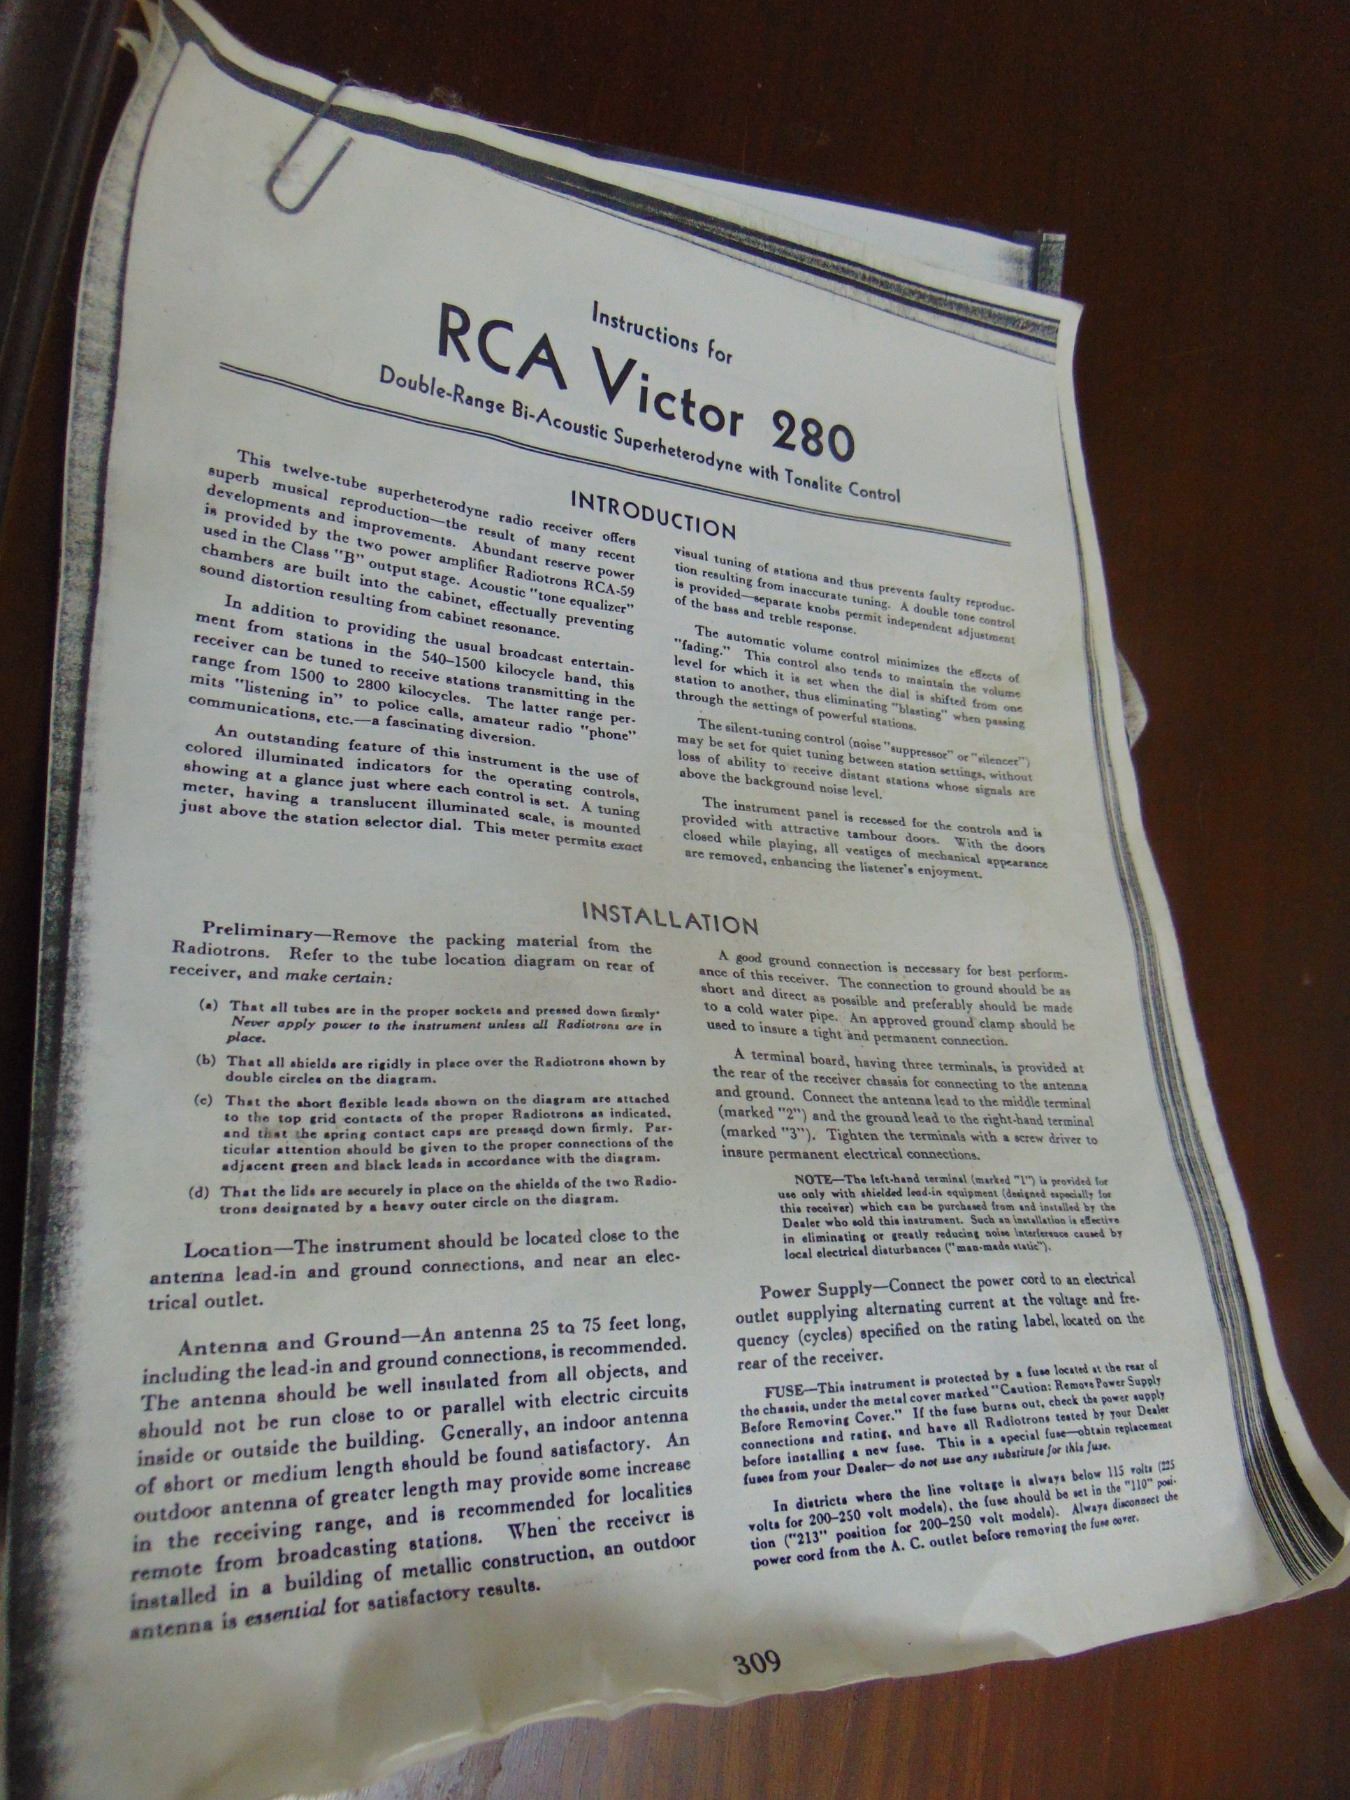 Instructions for
RCA Victor 280
Double-Range Bi-Acoustic Superheterodyne with Tonalite Control
INTRODUCTION
This twelve-tube superheterodyne radio receiver offers
superb musical reproduction—the result of many recent
developments and improvements. Abundant reserve power
is provided by the two power amplifier Radiotrons RCA-59
used in the Class "B" output stage. Acoustic "tone equalizer"
chambers are built into the cabinet, effectually preventing
sound distortion resulting from cabinet resonance.
In addition to providing the usual broadcast entertain-
ment from stations in the 540–1500 kilocycle band, this
receiver can be tuned to receive stations transmitting in the
range from 1500 to 2800 kilocycles. The latter range per-
mits "listening in" to police calls, amateur radio "phone"
communications, etc.—a fascinating diversion.
An outstanding feature of this instrument is the use of
colored illuminated indicators for the operating controls,
showing at a glance just where each control is set. A tuning
meter, having a translucent illuminated scale, is mounted
just above the station selector dial. This meter permits exact
visual tuning of stations and thus prevents faulty reproduc-
tion resulting from inaccurate tuning. A double tone control
is provided—separate knobs permit independent adjustment
of the bass and treble response.
The automatic volume control minimizes the effects of
"fading." This control also tends to maintain the volume
level for which it is set when the dial is shifted from one
station to another, thus eliminating "blasting" when passing
through the settings of powerful stations.
The silent-tuning control (noise "suppressor" or "silencer")
may be set for quiet tuning between station settings, without
loss of ability to receive distant stations whose signals are
above the background noise level.
The instrument panel is recessed for the controls and is
provided with attractive tambour doors. With the doors
closed while playing, all vestiges of mechanical appearance
are removed, enhancing the listener's enjoyment.
INSTALLATION
Preliminary—Remove the packing material from the
Radiotrons. Refer to the tube location diagram on rear of
receiver, and make certain:
(a) That all tubes are in the proper sockets and pressed down firmly.
Never apply power to the instrument unless all Radiotrons are in
place.
(b) That all shields are rigidly in place over the Radiotrons shown by
double circles on the diagram.
(c) That the short flexible leads shown on the diagram are attached
to the top grid contacts of the proper Radiotrons as indicated,
and that the spring contact caps are pressed down firmly. Par-
ticular attention should be given to the proper connections of the
adjacent green and black leads in accordance with the diagram.
(d) That the lids are securely in place on the shields of the two Radio-
trons designated by a heavy outer circle on the diagram.
Location—The instrument should be located close to the
antenna lead-in and ground connections, and near an elec-
trical outlet.
Antenna and Ground—An antenna 25 to 75 feet long,
including the lead-in and ground connections, is recommended.
The antenna should be well insulated from all objects, and
should not be run close to or parallel with electric circuits
inside or outside the building. Generally, an indoor antenna
of short or medium length should be found satisfactory. An
outdoor antenna of greater length may provide some increase
in the receiving range, and is recommended for localities
remote from broadcasting stations. When the receiver is
installed in a building of metallic construction, an outdoor
antenna is essential for satisfactory results.
A good ground connection is necessary for best perform-
ance of this receiver. The connection to ground should be as
short and direct as possible and preferably should be made
to a cold water pipe. An approved ground clamp should be
used to insure a tight and permanent connection.
A terminal board, having three terminals, is provided at
the rear of the receiver chassis for connecting to the antenna
and ground. Connect the antenna lead to the middle terminal
(marked "2") and the ground lead to the right-hand terminal
(marked "3"). Tighten the terminals with a screw driver to
insure permanent electrical connections.
NOTE—The left-hand terminal (marked "1") is provided for
use only with shielded lead-in equipment (designed especially for
this receiver) which can be purchased from and installed by the
Dealer who sold this instrument. Such an installation is effective
in eliminating or greatly reducing noise interference caused by
local electrical disturbances ("man-made static").
Power Supply—Connect the power cord to an electrical
outlet supplying alternating current at the voltage and fre-
quency (cycles) specified on the rating label, located on the
rear of the receiver.
FUSE—This instrument is protected by a fuse located at the rear of
the chassis, under the metal cover marked "Caution: Remove Power Supply
Before Removing Cover." If the fuse burns out, check the power supply
connections and rating, and have all Radiotrons tested by your Dealer
before installing a new fuse. This is a special fuse—obtain replacement
fuses from your Dealer—do not use any substitute for this fuse.
In districts where the line voltage is always below 115 volts (225
volts for 200-250 volt models), the fuse should be set in the "110" posi-
tion ("213" position for 200-250 volt models). Always disconnect the
power cord from the A. C. outlet before removing the fuse cover.
309